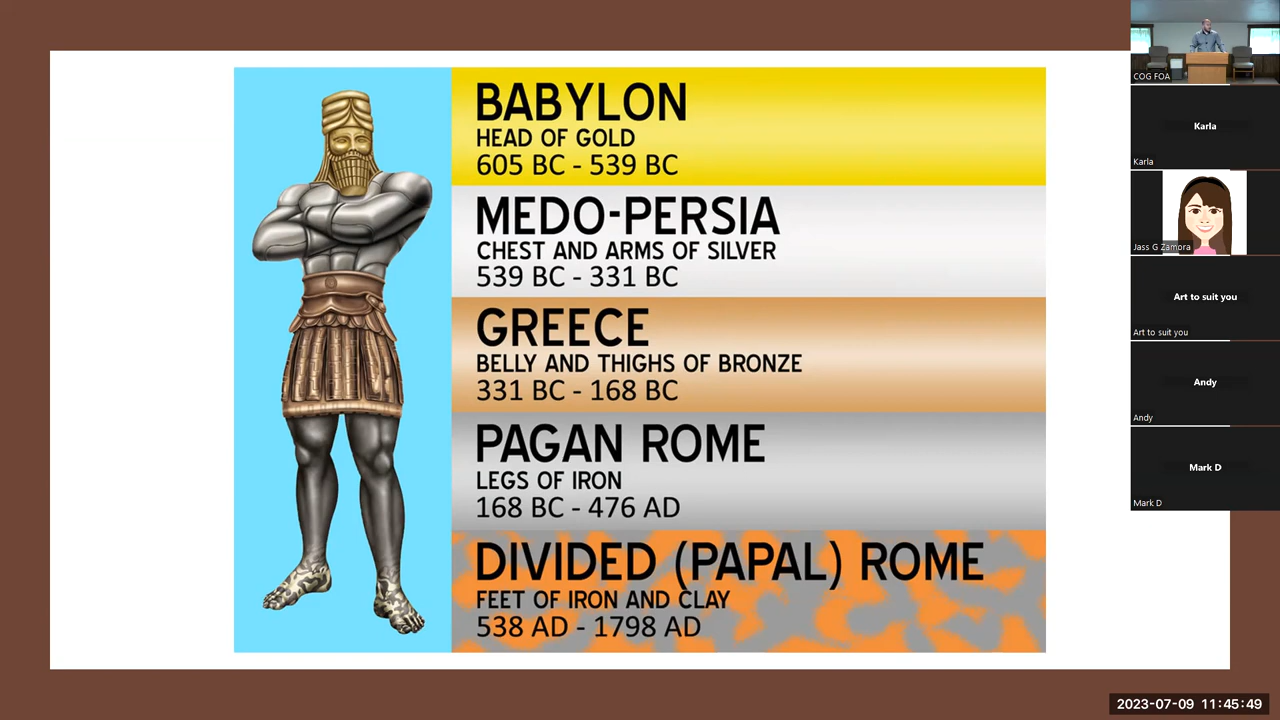 BABYLON
HEAD OF GOLD
605 BC - 539 BC
MEDO-PERSIA
CHEST AND ARMS OF SILVER
539 BC - 331 BC
GREECE
BELLY AND THIGHS OF BRONZE
331 BC - 168 BC
PAGAN ROME
LEGS OF IRON
168 BC - 476 AD
DIVIDED (PAPAL) ROME
FEET OF IRON AND CLAY
538 AD - 1798 AD
COG FOA
Karla
Karla
Jass G Zamora
Art to suit you
Art to suit you
Andy
Andy
Mark D
Mark D
2023-07-09 11:45:49